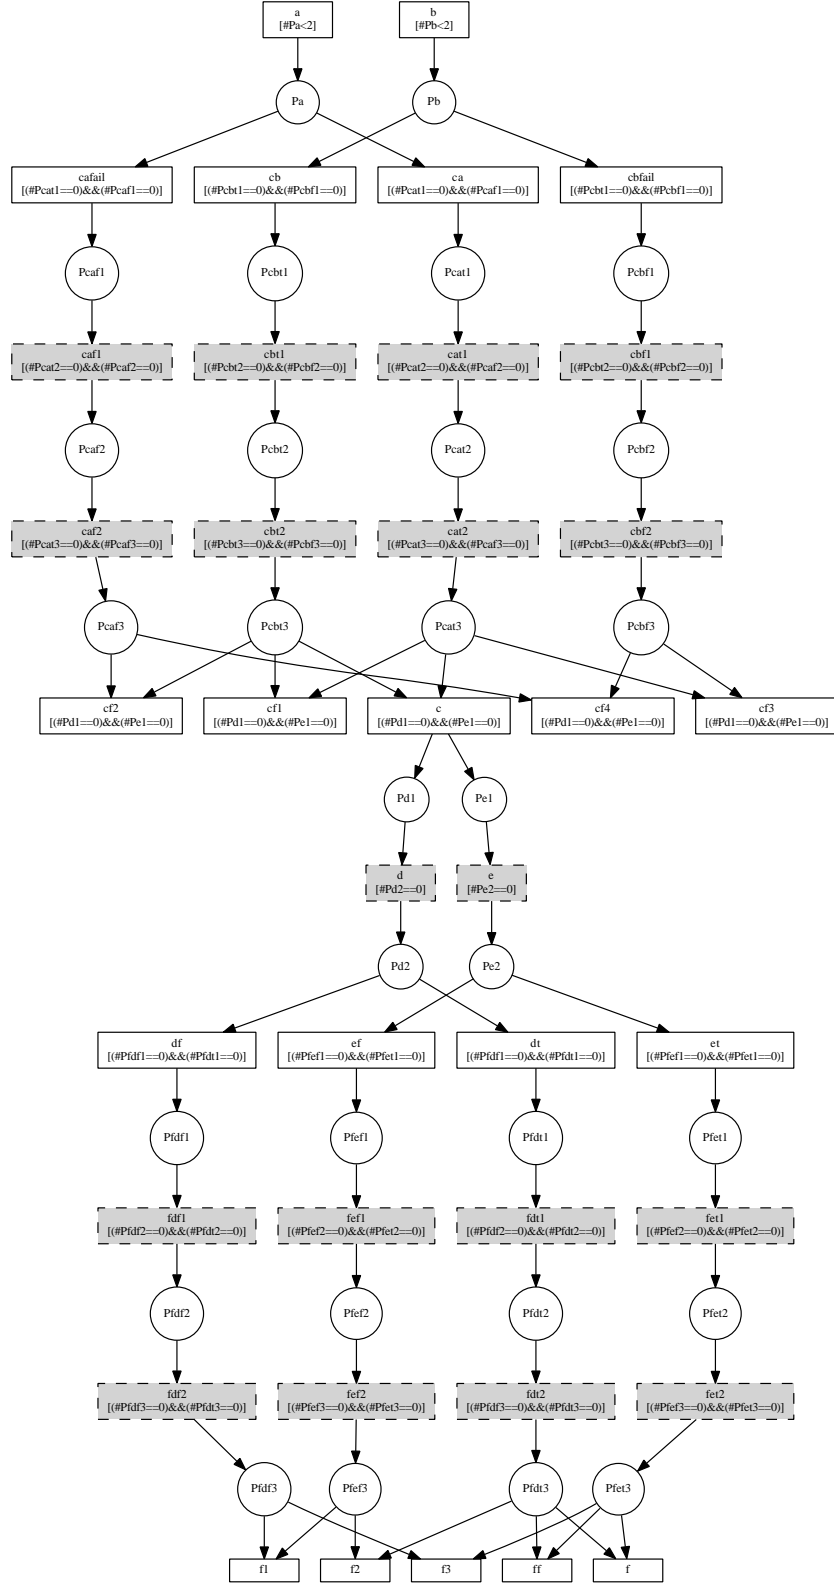 a
[#Pa<2]
b
[#Pb<2]
Pa
Pb
cafail
[(#Pcat1==0)&&(#Pcaf1==0)]
cb
[(#Pcbt1==0)&&(#Pcbf1==0)]
ca
[(#Pcat1==0)&&(#Pcaf1==0)]
cbfail
[(#Pcbt1==0)&&(#Pcbf1==0)]
Pcaf1
Pcbt1
Pcat1
Pcbf1
caf1
[(#Pcat2==0)&&(#Pcaf2==0)]
cbt1
[(#Pcbt2==0)&&(#Pcbf2==0)]
cat1
[(#Pcat2==0)&&(#Pcaf2==0)]
cbf1
[(#Pcbt2==0)&&(#Pcbf2==0)]
Pcaf2
Pcbt2
Pcat2
Pcbf2
caf2
[(#Pcat3==0)&&(#Pcaf3==0)]
cbt2
[(#Pcbt3==0)&&(#Pcbf3==0)]
cat2
[(#Pcat3==0)&&(#Pcaf3==0)]
cbf2
[(#Pcbt3==0)&&(#Pcbf3==0)]
Pcaf3
Pcbt3
Pcat3
Pcbf3
cf2
[(#Pd1==0)&&(#Pe1==0)]
cf1
[(#Pd1==0)&&(#Pe1==0)]
c
[(#Pd1==0)&&(#Pe1==0)]
cf4
[(#Pd1==0)&&(#Pe1==0)]
cf3
[(#Pd1==0)&&(#Pe1==0)]
Pd1
Pe1
d
[#Pd2==0]
e
[#Pe2==0]
Pd2
Pe2
df
[(#Pfdf1==0)&&(#Pfdt1==0)]
ef
[(#Pfef1==0)&&(#Pfet1==0)]
dt
[(#Pfdf1==0)&&(#Pfdt1==0)]
et
[(#Pfef1==0)&&(#Pfet1==0)]
Pfdf1
Pfef1
Pfdt1
Pfet1
fdf1
[(#Pfdf2==0)&&(#Pfdt2==0)]
fef1
[(#Pfef2==0)&&(#Pfet2==0)]
fdt1
[(#Pfdf2==0)&&(#Pfdt2==0)]
fet1
[(#Pfef2==0)&&(#Pfet2==0)]
Pfdf2
Pfef2
Pfdt2
Pfet2
fdf2
[(#Pfdf3==0)&&(#Pfdt3==0)]
fef2
[(#Pfef3==0)&&(#Pfet3==0)]
fdt2
[(#Pfdf3==0)&&(#Pfdt3==0)]
fet2
[(#Pfef3==0)&&(#Pfet3==0)]
Pfdf3
Pfef3
Pfdt3
Pfet3
f1
f2
f3
ff
f